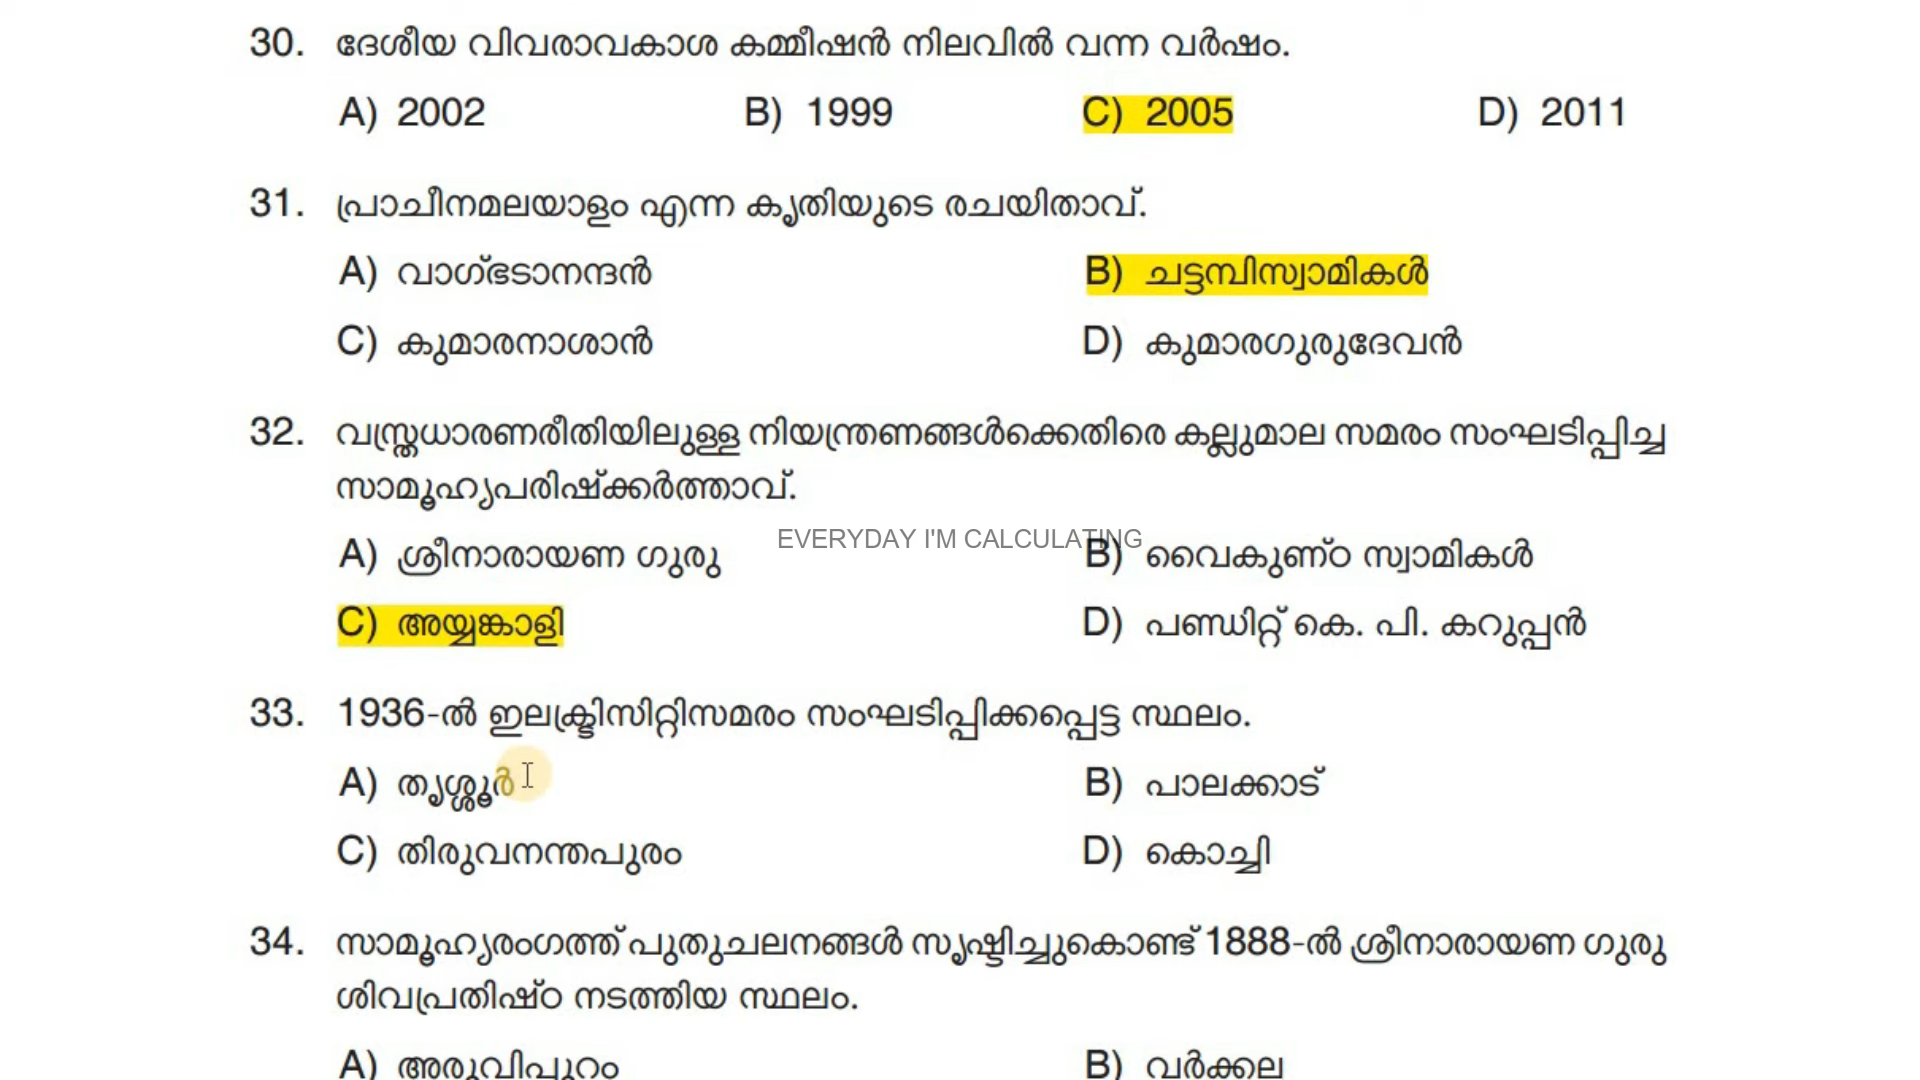 30. ദേശീയ വിവരാവകാശ കമ്മീഷൻ നിലവിൽ വന്ന വർഷം.
A) 2002 B) 1999 C) 2005 D) 2011
31. പ്രാചീനമലയാളം എന്ന കൃതിയുടെ രചയിതാവ്.
A) വാഗ്ഭടാനന്ദൻ B) ചട്ടമ്പിസ്വാമികൾ
C) കുമാരനാശാൻ D) കുമാരഗുരുദേവൻ
32. വസ്ത്രധാരണരീതിയിലുള്ള നിയന്ത്രണങ്ങൾക്കെതിരെ കല്ലുമാല സമരം സംഘടിപ്പിച്ച
സാമൂഹ്യപരിഷ്ക്കർത്താവ്.
EVERYDAY I'M CALCULATING
A) ശ്രീനാരായണ ഗുരു B) വൈകുണ്ഠ സ്വാമികൾ
C) അയ്യങ്കാളി D) പണ്ഡിറ്റ് കെ. പി. കറുപ്പൻ
33. 1936-ൽ ഇലക്ട്രിസിറ്റിസമരം സംഘടിപ്പിക്കപ്പെട്ട സ്ഥലം.
A) തൃശ്ശൂർ B) പാലക്കാട്
C) തിരുവനന്തപുരം D) കൊച്ചി
34. സാമൂഹ്യരംഗത്ത് പുതുചലനങ്ങൾ സൃഷ്ടിച്ചുകൊണ്ട് 1888-ൽ ശ്രീനാരായണ ഗുരു
ശിവപ്രതിഷ്ഠ നടത്തിയ സ്ഥലം.
A) അരുവിപ്പുറം B) വർക്കല